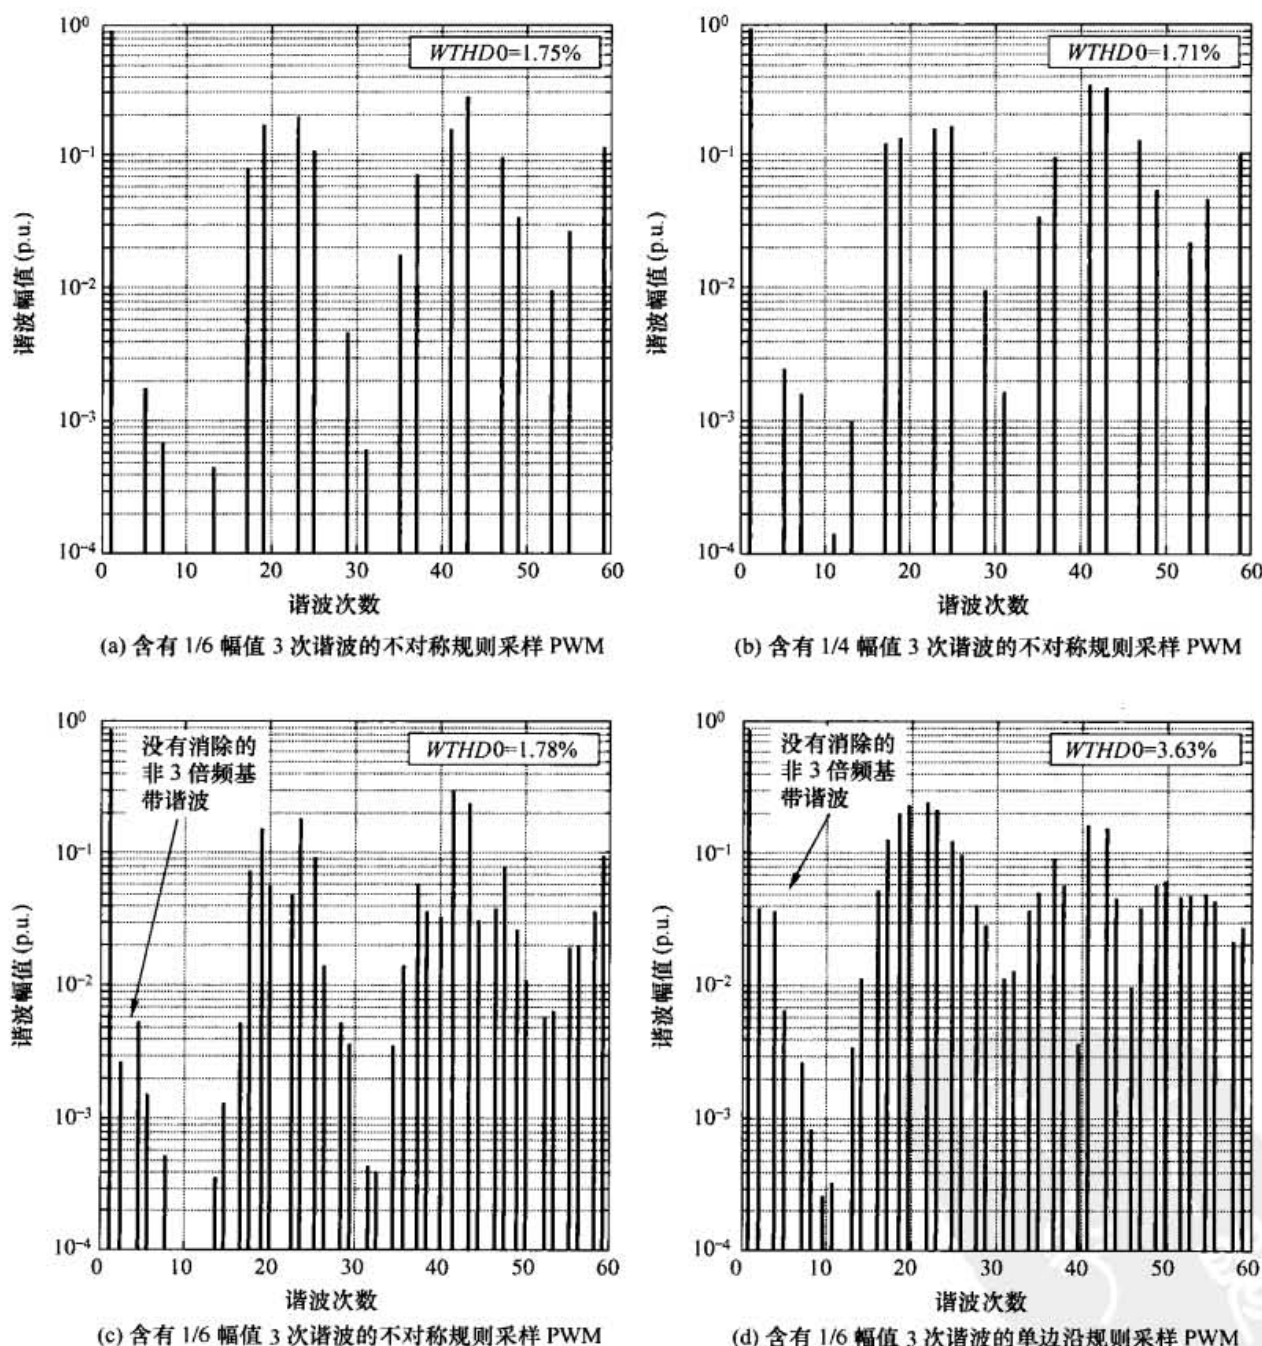 WTHD0=1.75%
10⁰
10⁻¹
10⁻²
10⁻³
10⁻⁴
谐波幅值 (p.u.)
0 10 20 30 40 50 60
谐波次数
(a) 含有 1/6 幅值 3 次谐波的不对称规则采样 PWM
WTHD0=1.71%
10⁰
10⁻¹
10⁻²
10⁻³
10⁻⁴
谐波幅值 (p.u.)
0 10 20 30 40 50 60
谐波次数
(b) 含有 1/4 幅值 3 次谐波的不对称规则采样 PWM
没有消除的
非 3 倍频基
带谐波
WTHD0=1.78%
10⁰
10⁻¹
10⁻²
10⁻³
10⁻⁴
谐波幅值 (p.u.)
0 10 20 30 40 50 60
谐波次数
(c) 含有 1/6 幅值 3 次谐波的不对称规则采样 PWM
没有消除的
非 3 倍频基
带谐波
WTHD0=3.63%
10⁰
10⁻¹
10⁻²
10⁻³
10⁻⁴
谐波幅值 (p.u.)
0 10 20 30 40 50 60
谐波次数
(d) 含有 1/6 幅值 3 次谐波的单边沿规则采样 PWM